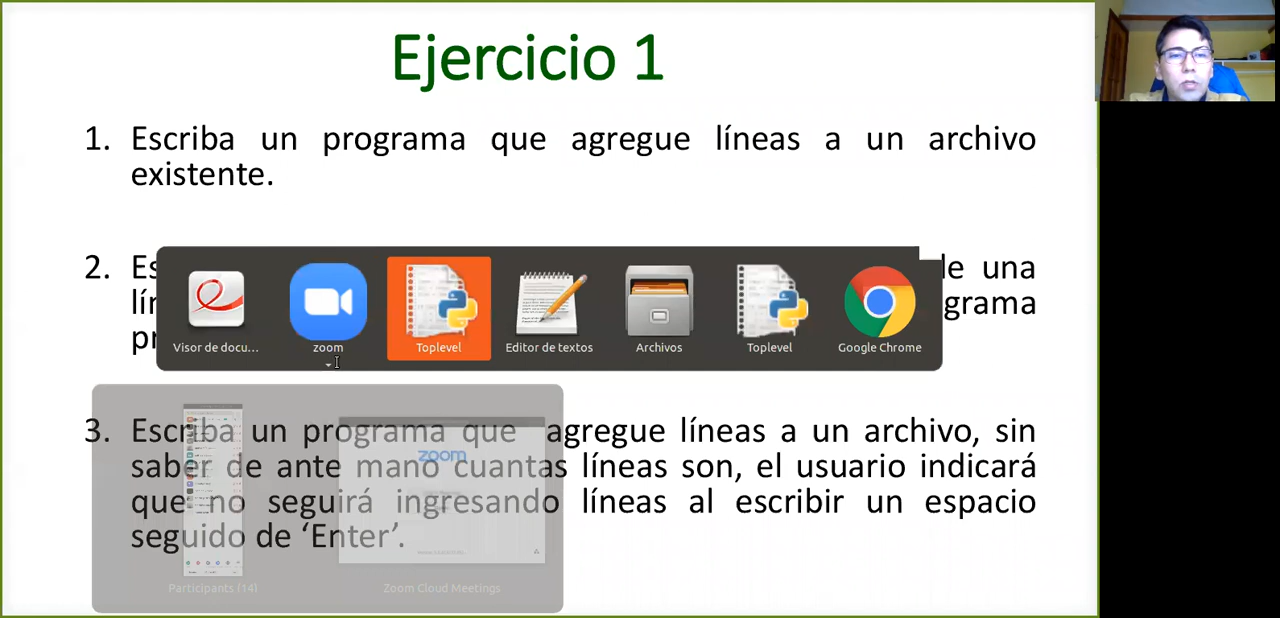 Ejercicio 1
1. Escriba un programa que agregue líneas a un archivo
existente.
2. Es de una
lín grama
pr
Visor de docu...
zoom
Toplevel
Editor de textos
Archivos
Toplevel
Google Chrome
3. Escriba un programa que agregue líneas a un archivo, sin
saber de ante mano cuantas líneas son, el usuario indicará
que no seguirá ingresando líneas al escribir un espacio
seguido de ‘Enter’.
zoom
Participants (14)
Zoom Cloud Meetings